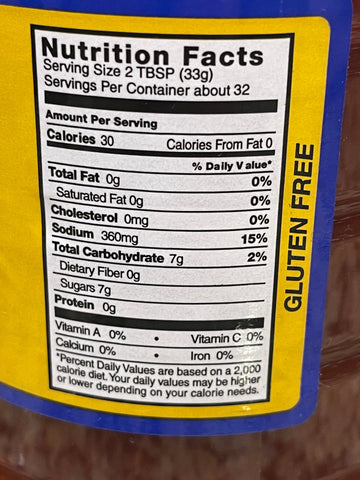 Nutrition Facts
Serving Size 2 TBSP (33g)
Servings Per Container about 32
Amount Per Serving
Calories 30 Calories From Fat 0
% Daily Value*
Total Fat 0g 0%
Saturated Fat 0g 0%
Cholesterol 0mg 0%
Sodium 360mg 15%
Total Carbohydrate 7g 2%
Dietary Fiber 0g
Sugars 7g
Protein 0g
Vitamin A 0% • Vitamin C 0%
Calcium 0% • Iron 0%
*Percent Daily Values are based on a 2,000
calorie diet. Your daily values may be higher
or lower depending on your calorie needs.
GLUTEN FREE